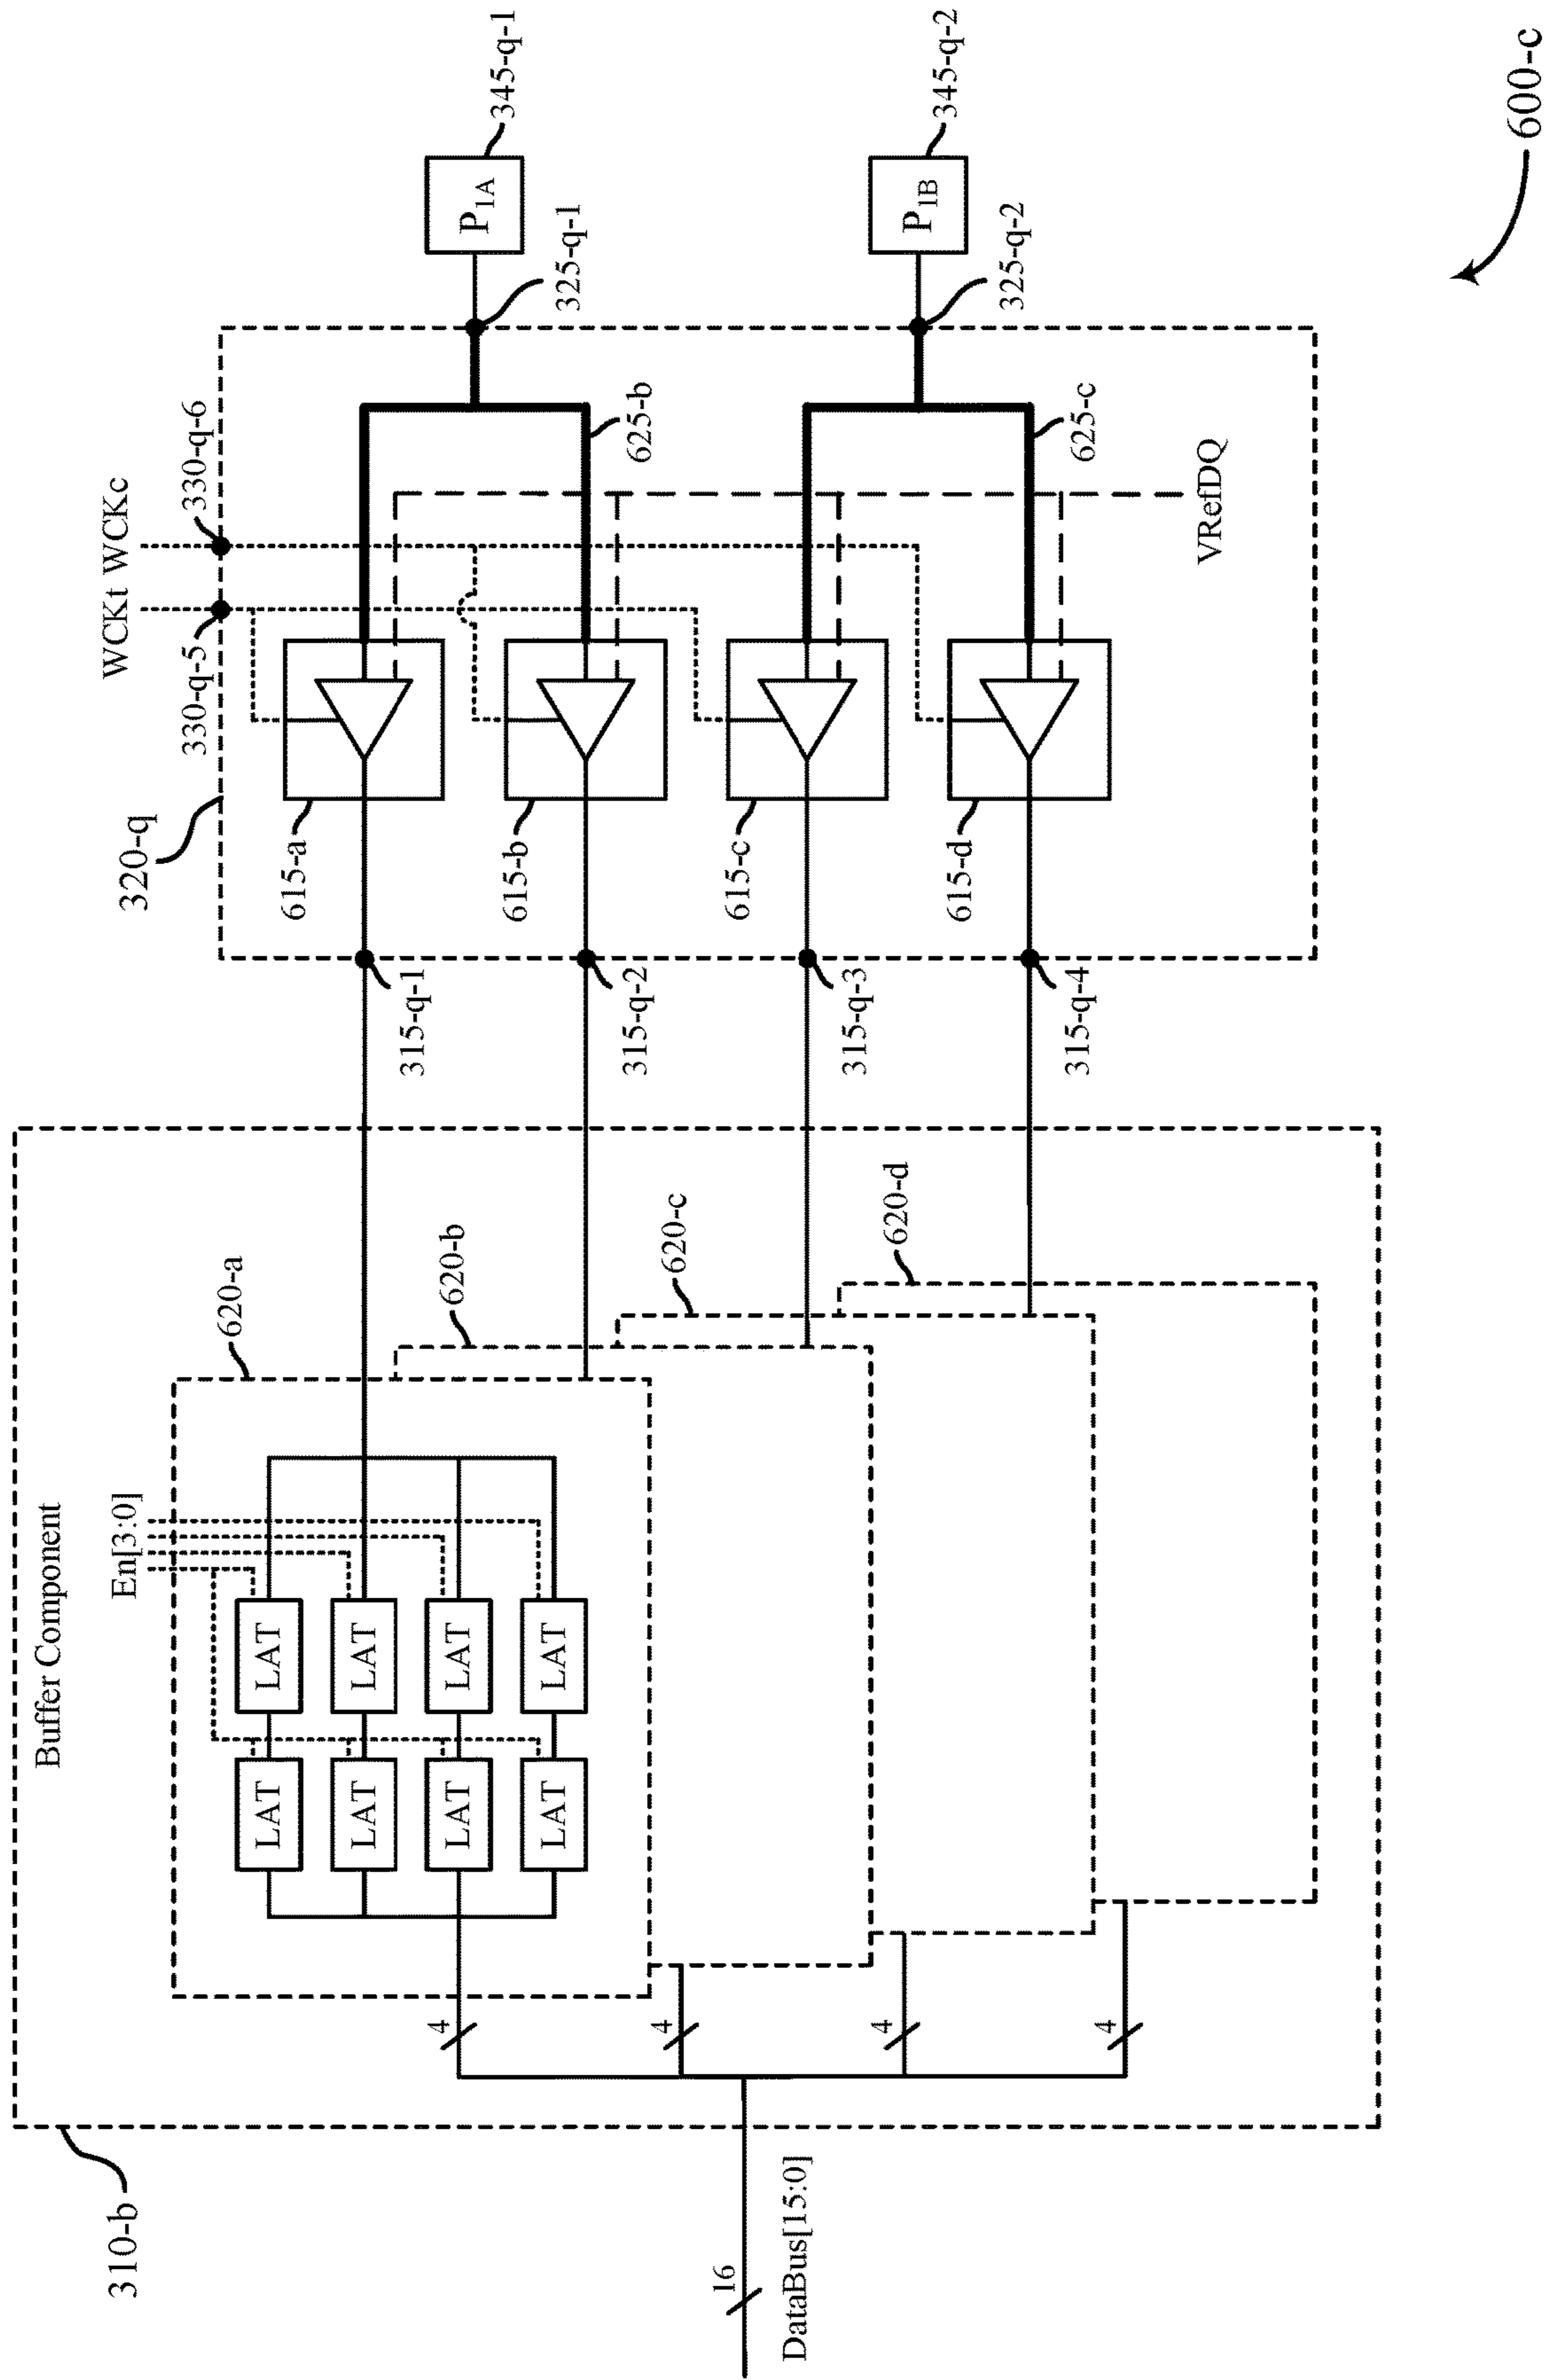 310-b
Buffer Component
En[3:0]
620-a
620-b
620-c
620-d
LAT LAT
LAT LAT
LAT LAT
LAT LAT
4
4
4
4
16
DataBus[15:0]
320-q
330-q-5
330-q-6
WCKt WCKc
615-a
615-b
615-c
615-d
315-q-1
315-q-2
315-q-3
315-q-4
625-b
625-c
VRefDQ
325-q-1
325-q-2
P1A
P1B
345-q-1
345-q-2
600-c